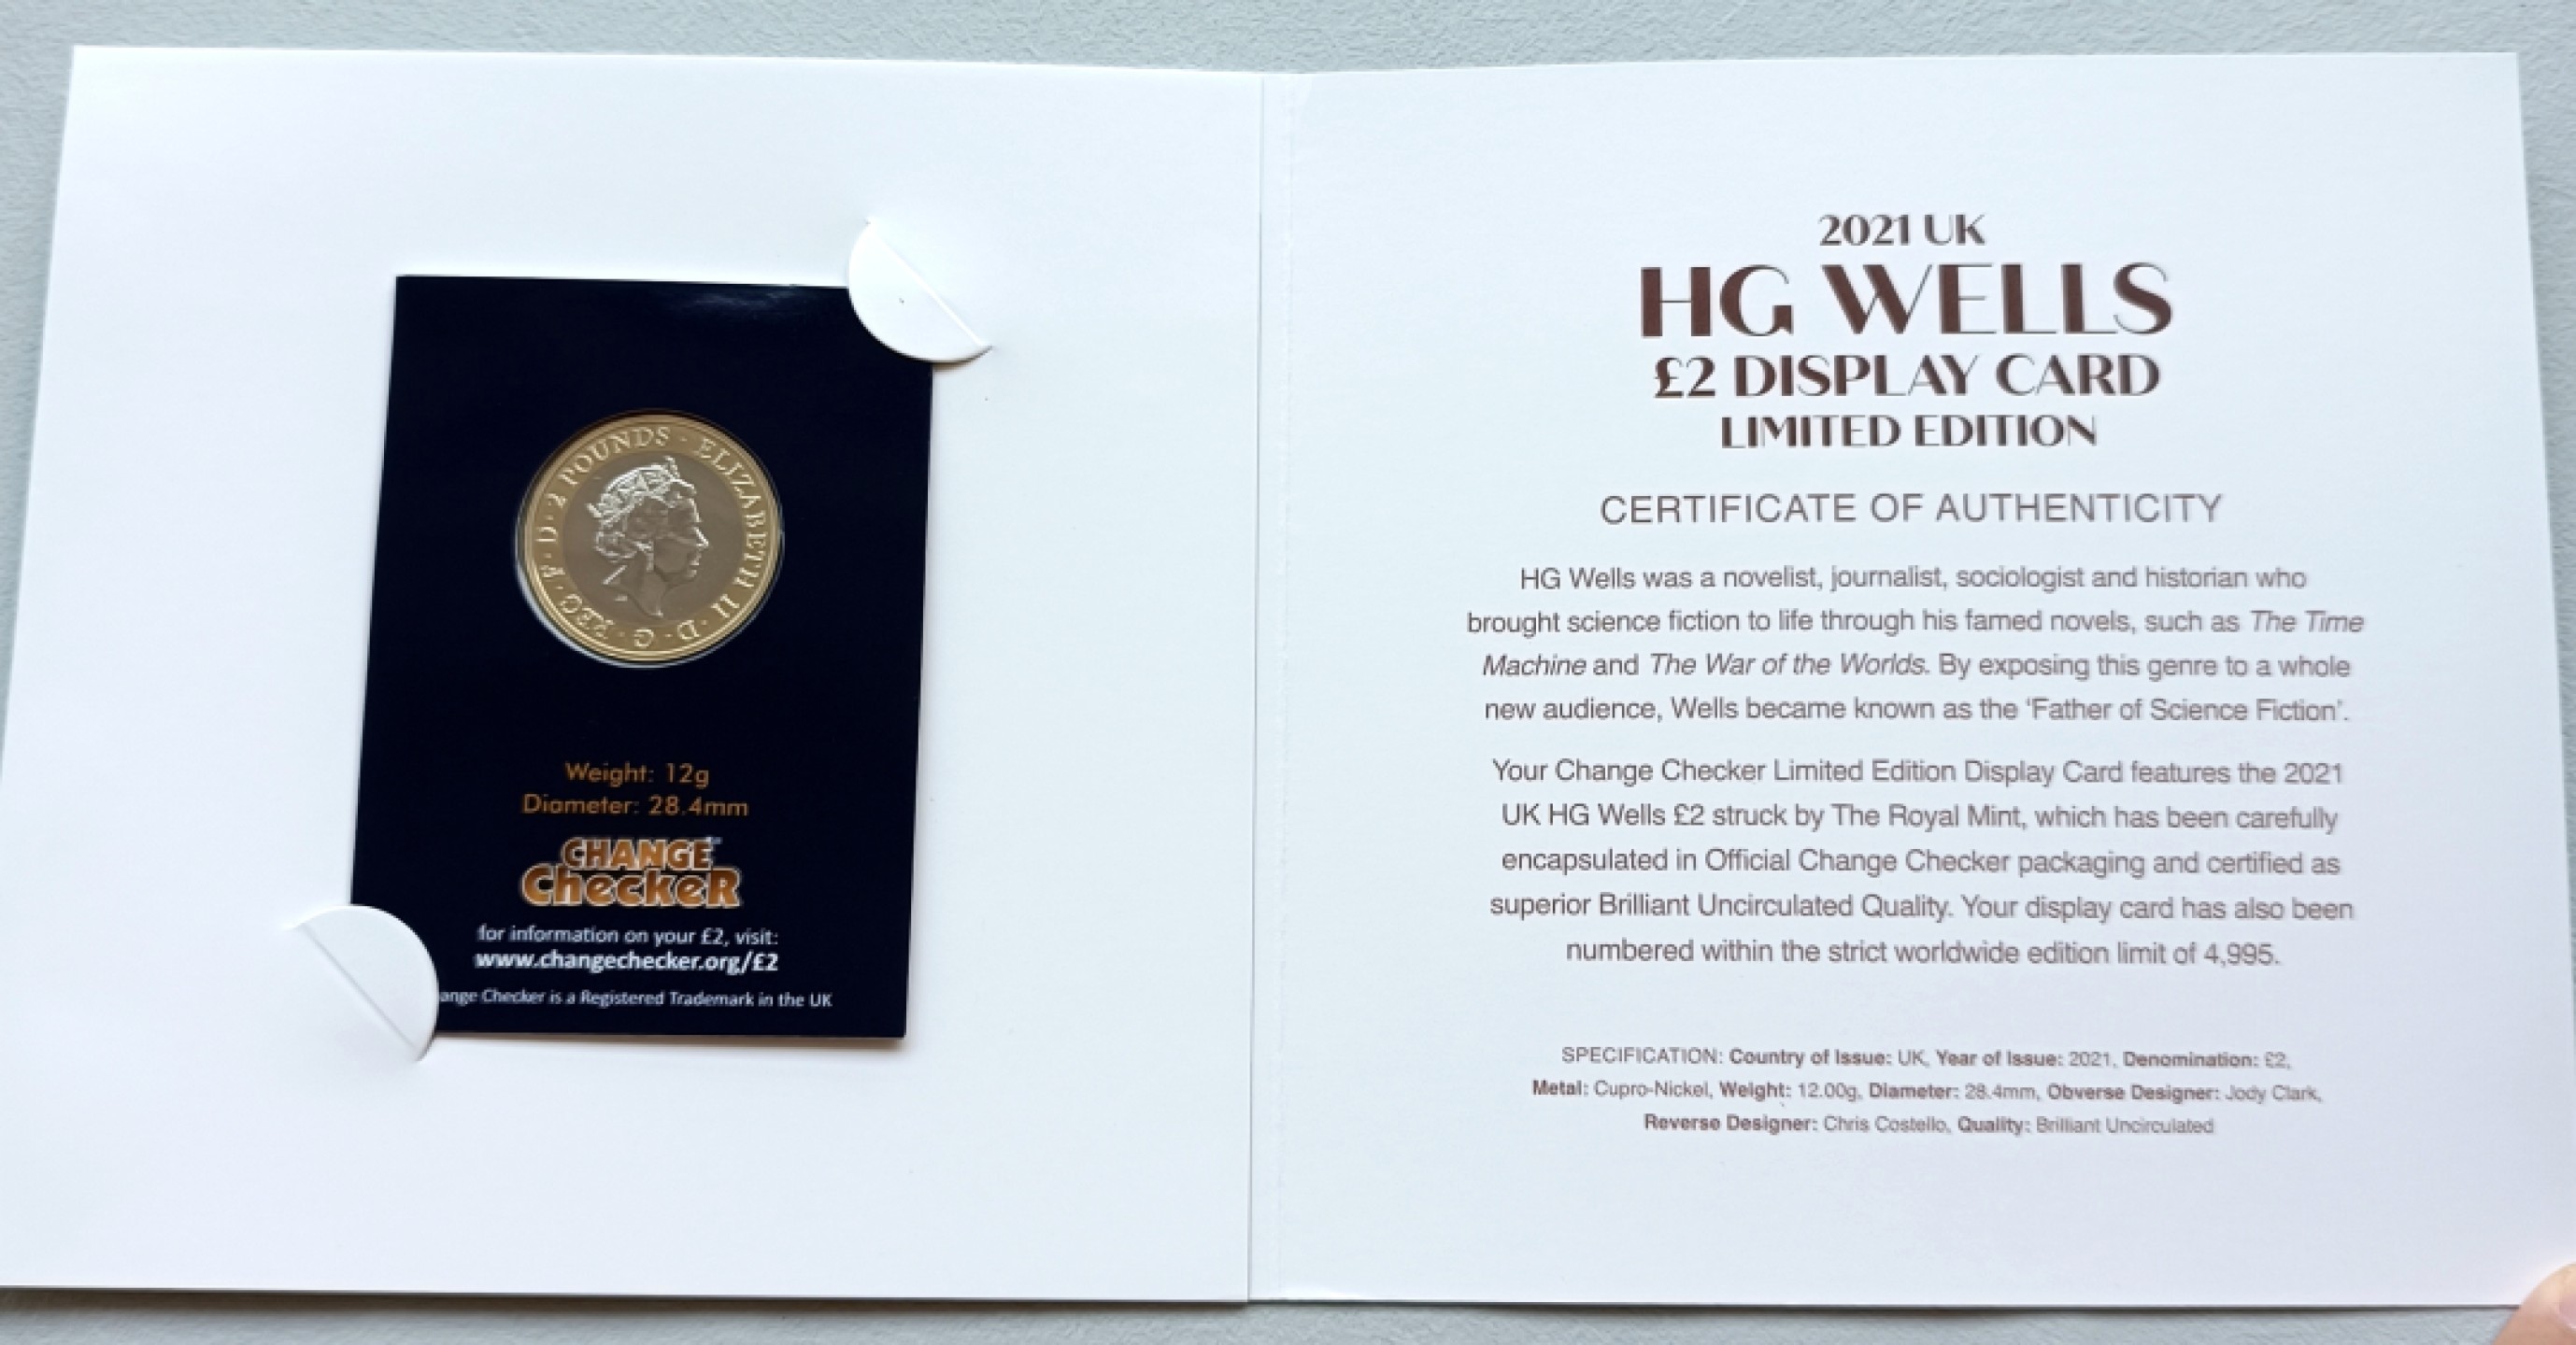 2 POUNDS · ELIZABETH II · D · G · REG · F · D ·
Weight: 12g
Diameter: 28.4mm
CHANGE
CheckeR
for information on your £2, visit:
www.changechecker.org/£2
ange Checker is a Registered Trademark in the UK
2021 UK
HG WELLS
£2 DISPLAY CARD
LIMITED EDITION
CERTIFICATE OF AUTHENTICITY
HG Wells was a novelist, journalist, sociologist and historian who
brought science fiction to life through his famed novels, such as The Time
Machine and The War of the Worlds. By exposing this genre to a whole
new audience, Wells became known as the ‘Father of Science Fiction’.
Your Change Checker Limited Edition Display Card features the 2021
UK HG Wells £2 struck by The Royal Mint, which has been carefully
encapsulated in Official Change Checker packaging and certified as
superior Brilliant Uncirculated Quality. Your display card has also been
numbered within the strict worldwide edition limit of 4,995.
SPECIFICATION: Country of Issue: UK, Year of Issue: 2021, Denomination: £2,
Metal: Cupro-Nickel, Weight: 12.00g, Diameter: 28.4mm, Obverse Designer: Jody Clark,
Reverse Designer: Chris Costello, Quality: Brilliant Uncirculated